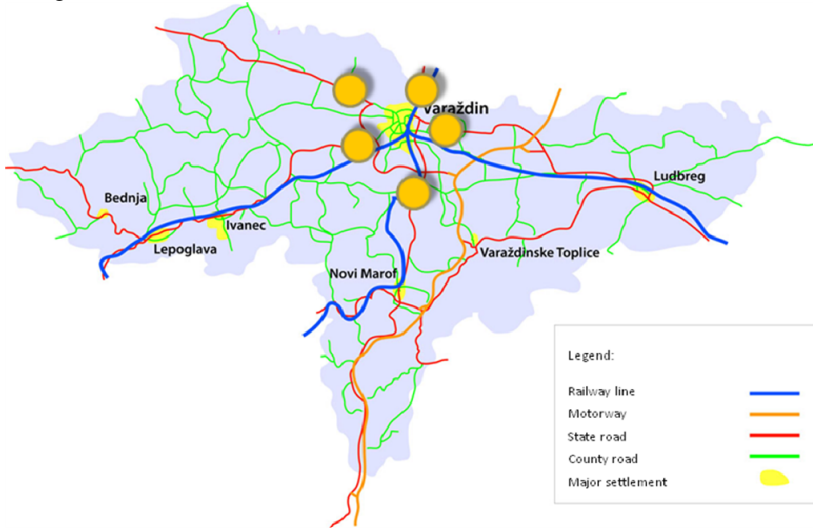 Varaždin
Ludbreg
Bednja
Ivanec
Lepoglava
Varaždinske Toplice
Novi Marof
Legend:
Railway line
Motorway
State road
County road
Major settlement